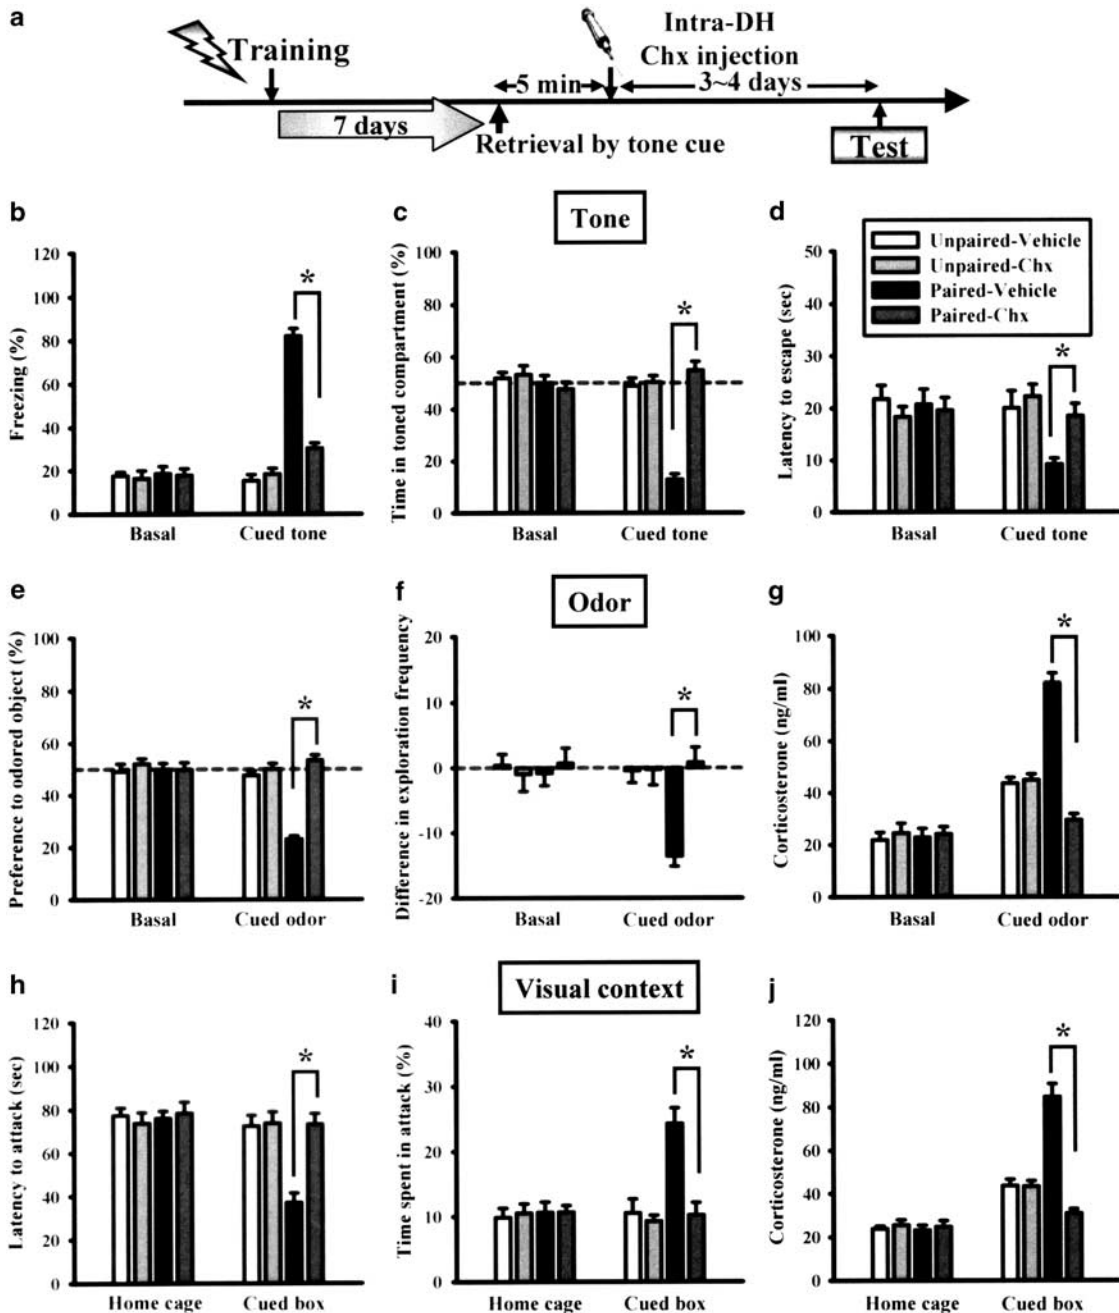 a
Training
7 days
5 min
Intra-DH
Chx injection
3~4 days
Retrieval by tone cue
Test
b
Freezing (%)
120
100
80
60
40
20
0
Basal
Cued tone
*
c
Tone
Time in toned compartment (%)
100
80
60
40
20
0
Basal
Cued tone
*
d
Unpaired-Vehicle
Unpaired-Chx
Paired-Vehicle
Paired-Chx
Latency to escape (sec)
50
40
30
20
10
0
Basal
Cued tone
*
e
Preference to odored object (%)
100
80
60
40
20
0
Basal
Cued odor
*
f
Odor
Difference in exploration frequency
20
10
0
-10
-20
Basal
Cued odor
*
g
Corticosterone (ng/ml)
100
80
60
40
20
0
Basal
Cued odor
*
h
Latency to attack (sec)
120
100
80
60
40
20
0
Home cage
Cued box
*
i
Visual context
Time spent in attack (%)
40
30
20
10
0
Home cage
Cued box
*
j
Corticosterone (ng/ml)
120
100
80
60
40
20
0
Home cage
Cued box
*